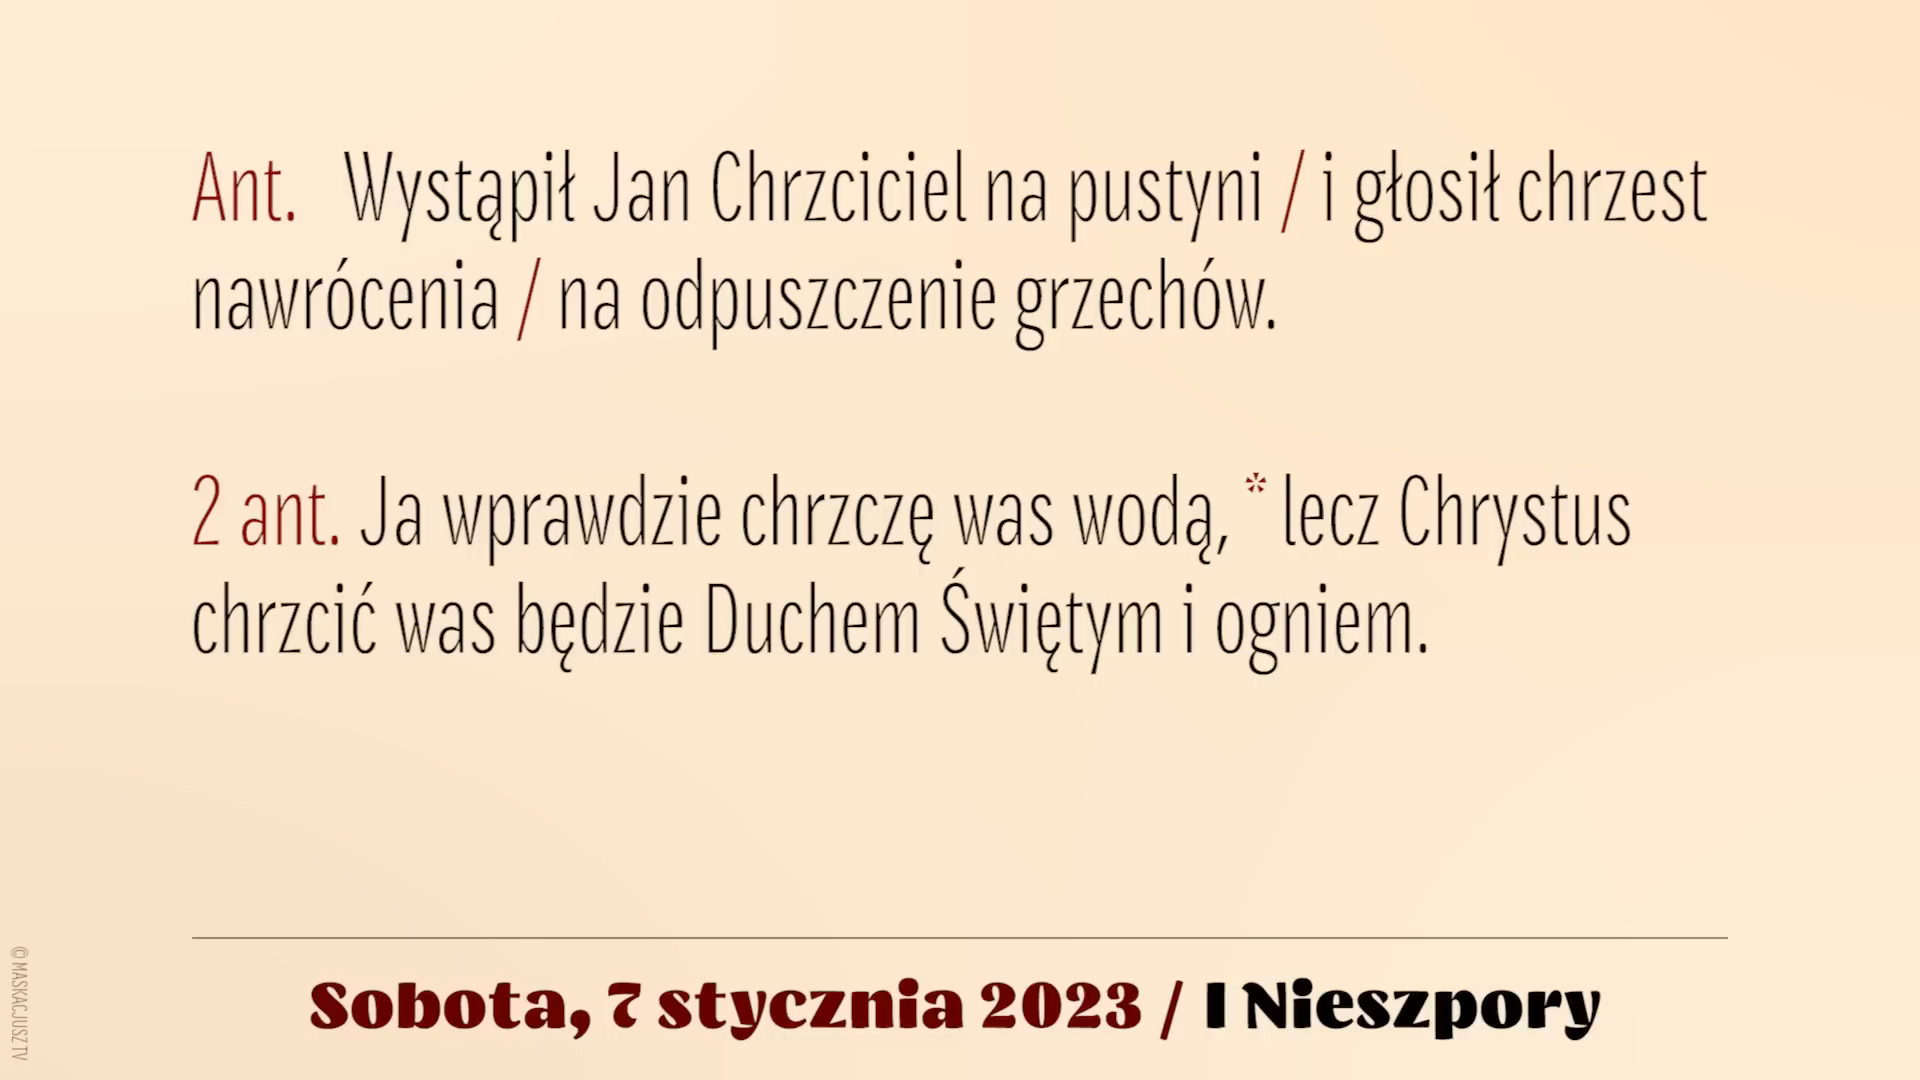 Ant. Wystąpił Jan Chrzciciel na pustyni / i głosił chrzest
nawrócenia / na odpuszczenie grzechów.
2 ant. Ja wprawdzie chrzczę was wodą, * lecz Chrystus
chrzcić was będzie Duchem Świętym i ogniem.
Sobota, 7 stycznia 2023 / I Nieszpory
© MASKACJUSZ TV